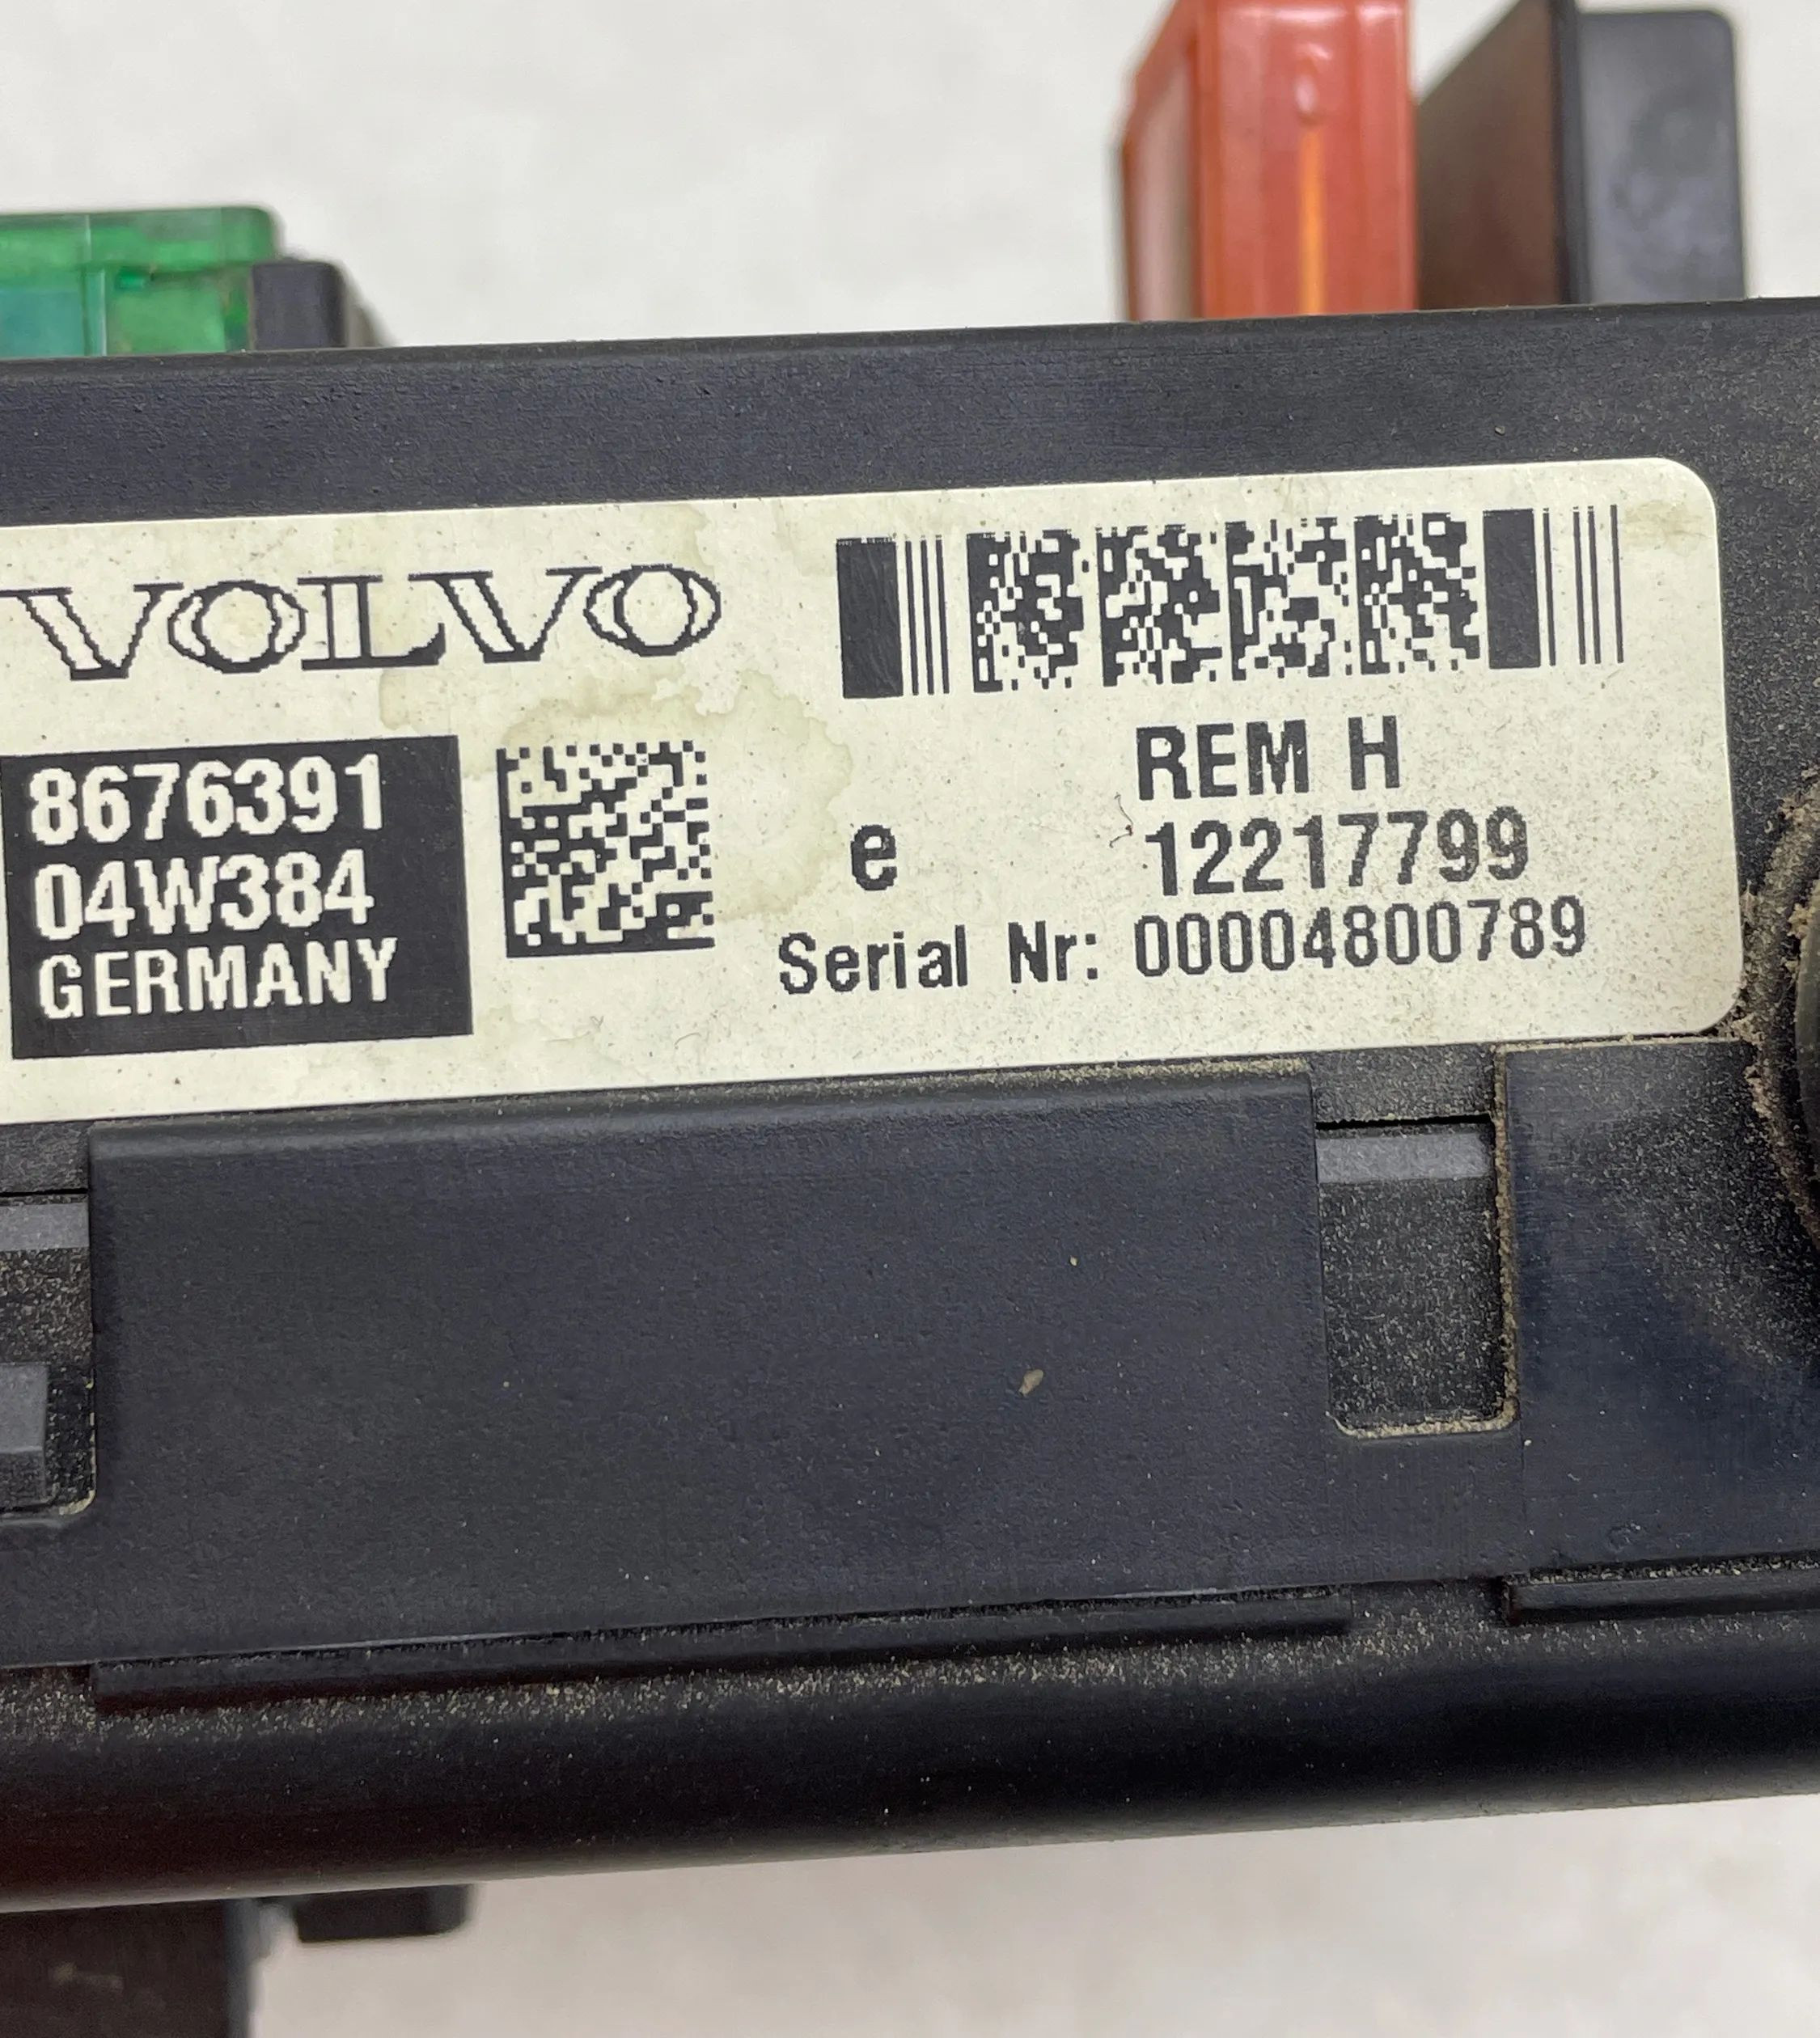 VOLVO
8676391
04W384
GERMANY
REM H
e 12217799
Serial Nr: 00004800789